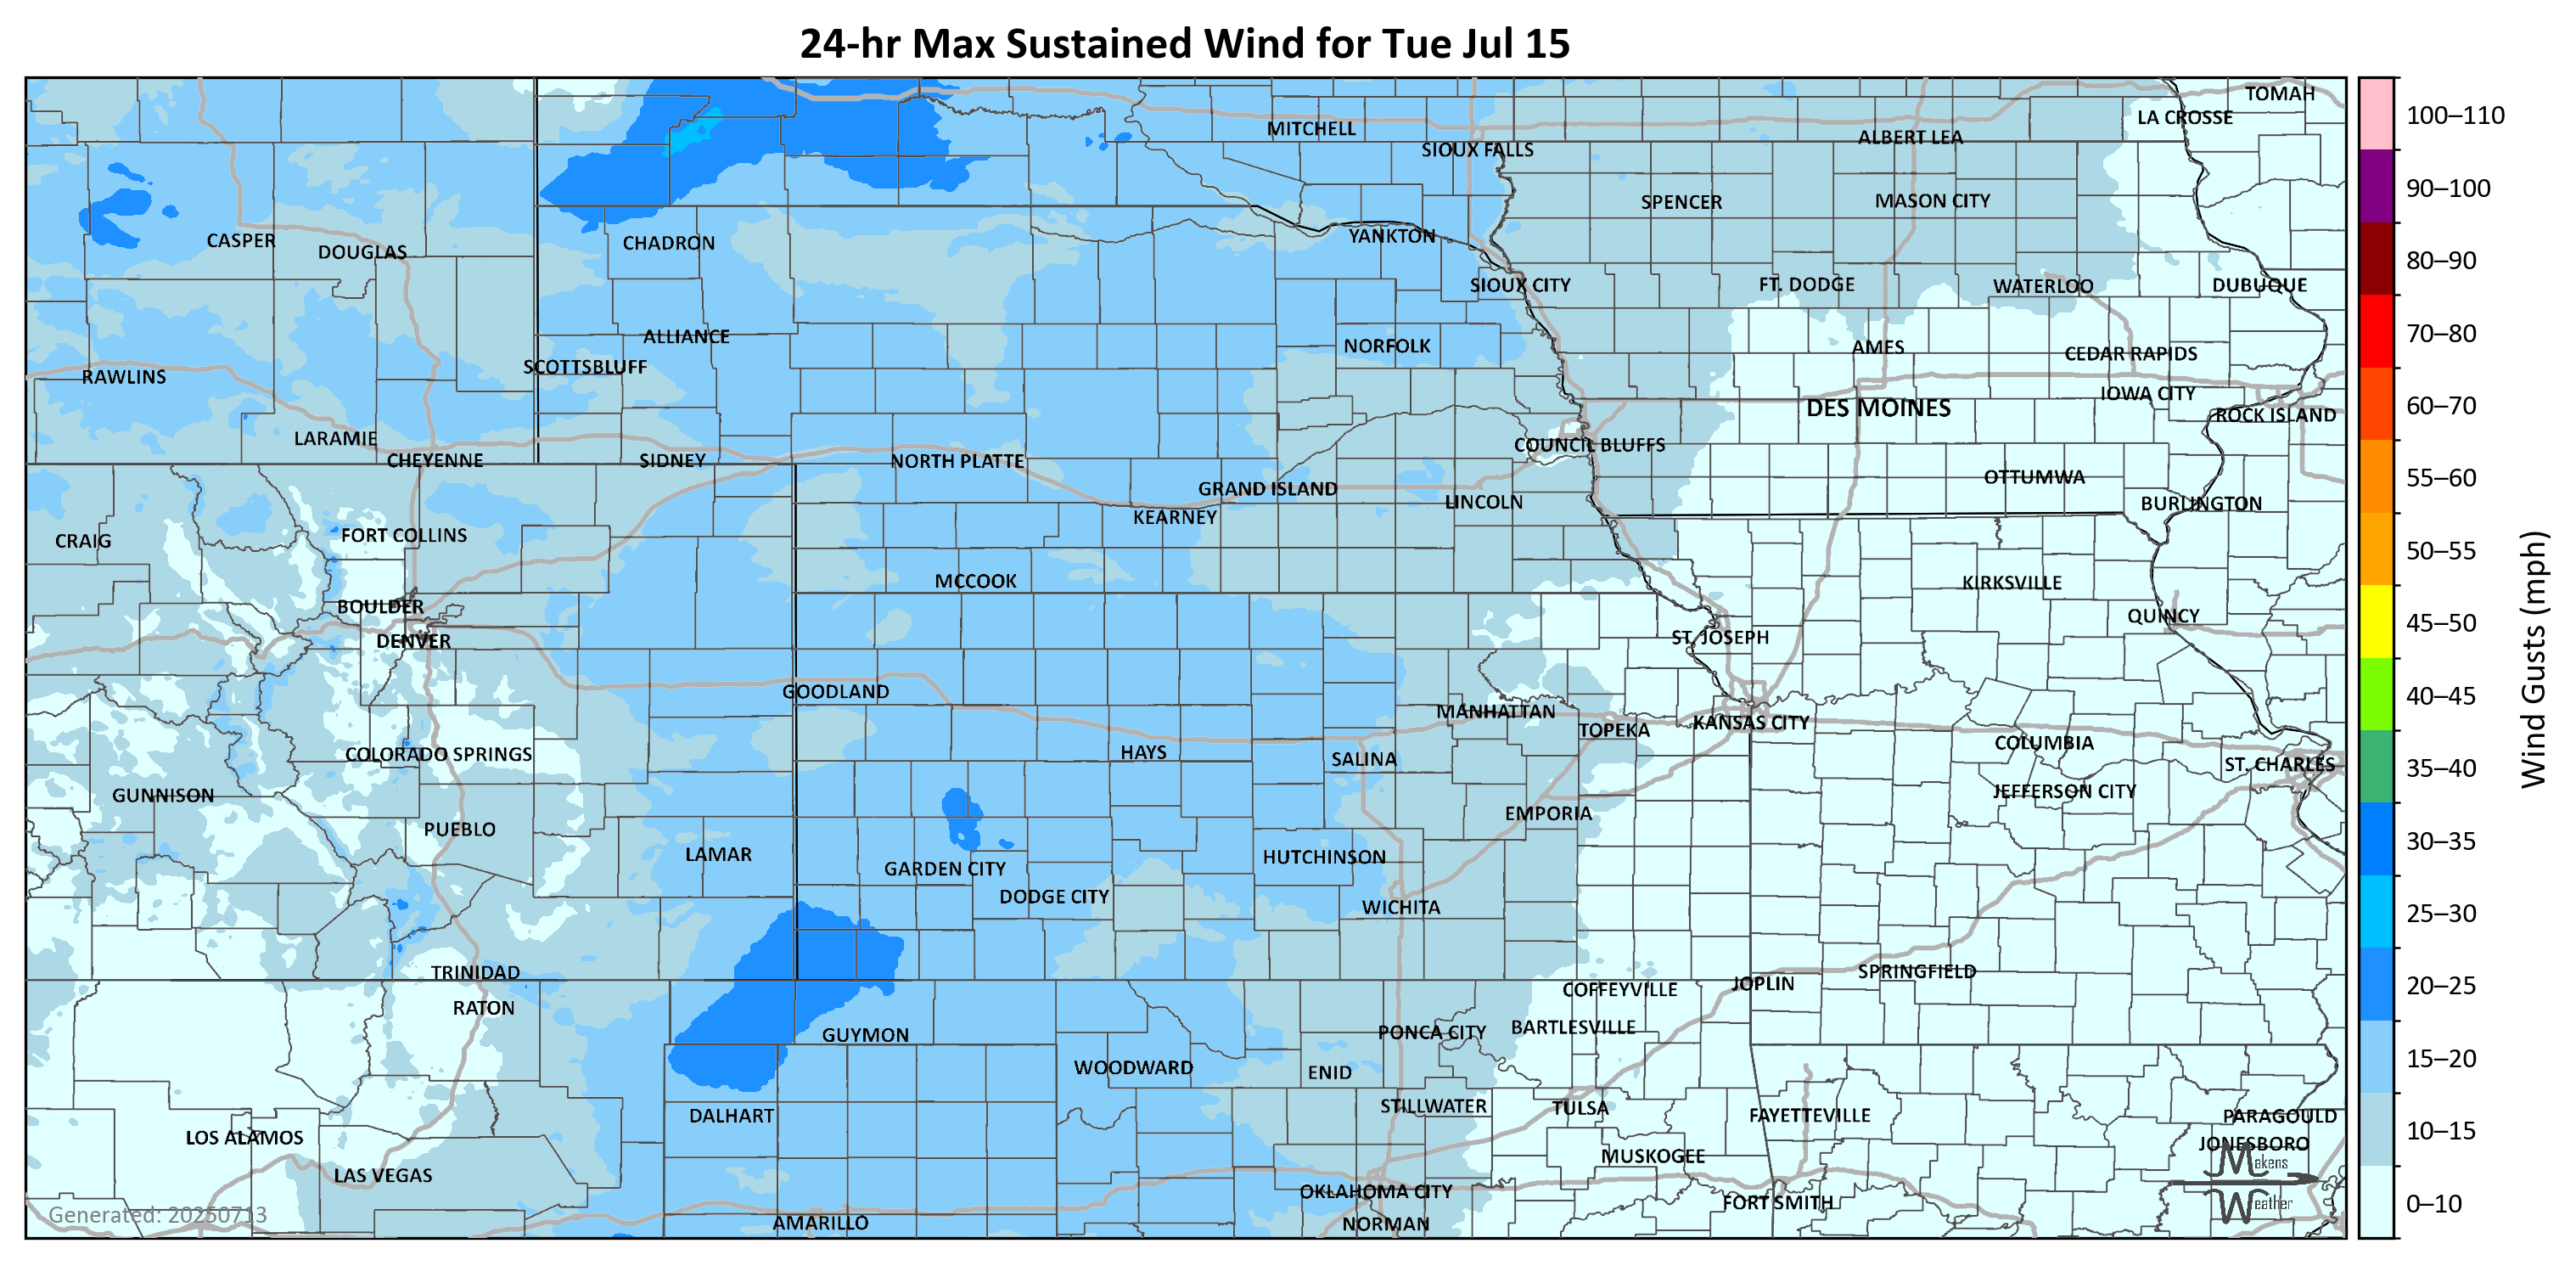 24-hr Max Sustained Wind for Tue Jul 15
TOMAH
LA CROSSE
MITCHELL
ALBERT LEA
SIOUX FALLS
SPENCER
MASON CITY
CASPER
DOUGLAS
CHADRON
YANKTON
SIOUX CITY
FT. DODGE
WATERLOO
DUBUQUE
ALLIANCE
NORFOLK
AMES
CEDAR RAPIDS
SCOTTSBLUFF
RAWLINS
IOWA CITY
DES MOINES
ROCK ISLAND
LARAMIE
COUNCIL BLUFFS
CHEYENNE
SIDNEY
NORTH PLATTE
OTTUMWA
GRAND ISLAND
LINCOLN
BURLINGTON
KEARNEY
CRAIG
FORT COLLINS
MCCOOK
KIRKSVILLE
BOULDER
QUINCY
DENVER
ST. JOSEPH
GOODLAND
MANHATTAN
TOPEKA
KANSAS CITY
COLUMBIA
COLORADO SPRINGS
HAYS
SALINA
ST. CHARLES
GUNNISON
JEFFERSON CITY
EMPORIA
PUEBLO
LAMAR
HUTCHINSON
GARDEN CITY
DODGE CITY
WICHITA
TRINIDAD
SPRINGFIELD
JOPLIN
COFFEYVILLE
RATON
GUYMON
PONCA CITY
BARTLESVILLE
WOODWARD
ENID
DALHART
STILLWATER
TULSA
FAYETTEVILLE
PARAGOULD
LOS ALAMOS
JONESBORO
MUSKOGEE
LAS VEGAS
OKLAHOMA CITY
FORT SMITH
AMARILLO
NORMAN
Generated: 20250713
Makens
Weather
100–110
90–100
80–90
70–80
60–70
55–60
50–55
45–50
40–45
35–40
30–35
25–30
20–25
15–20
10–15
0–10
Wind Gusts (mph)